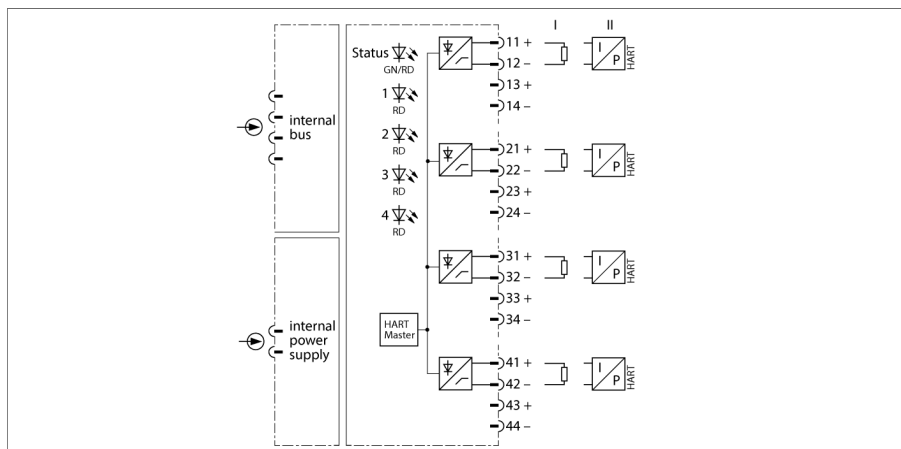 I II
Status
GN/RD
1
RD
2
RD
3
RD
4
RD
internal
bus
internal
power
supply
HART
Master
11 +
12 –
13 +
14 –
I
P
HART
21 +
22 –
23 +
24 –
I
P
HART
31 +
32 –
33 +
34 –
I
P
HART
41 +
42 –
43 +
44 –
I
P
HART